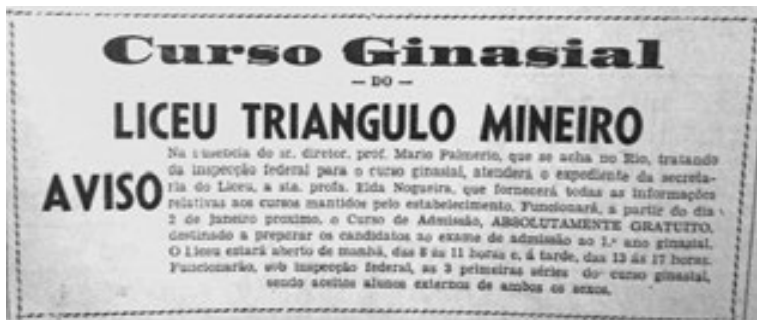 Curso Ginasial
— DO —
LICEU TRIANGULO MINEIRO
AVISO
Na ausencia do sr. diretor, prof. Mario Palmerio, que se acha no Rio, tratando
da inspecção federal para o curso ginasial, atenderá o expediente da secreta-
ria do Liceu, a sta. profa. Elda Nogueira, que fornecerá todas as informações
relativas aos cursos mantidos pelo estabelecimento. Funcionará, a partir do dia
2 de janeiro proximo, o Curso de Admissão, ABSOLUTAMENTE GRATUITO,
destinado a preparar os candidatos ao exame de admissão ao 1.º ano ginasial.
O Liceu estará aberto de manhã, das 8 ás 11 horas e, á tarde, das 13 ás 17 horas.
Funcionarão, sob inspecção federal, as 3 primeiras séries do curso ginasial,
sendo aceitos alunos externos de ambos os sexos.